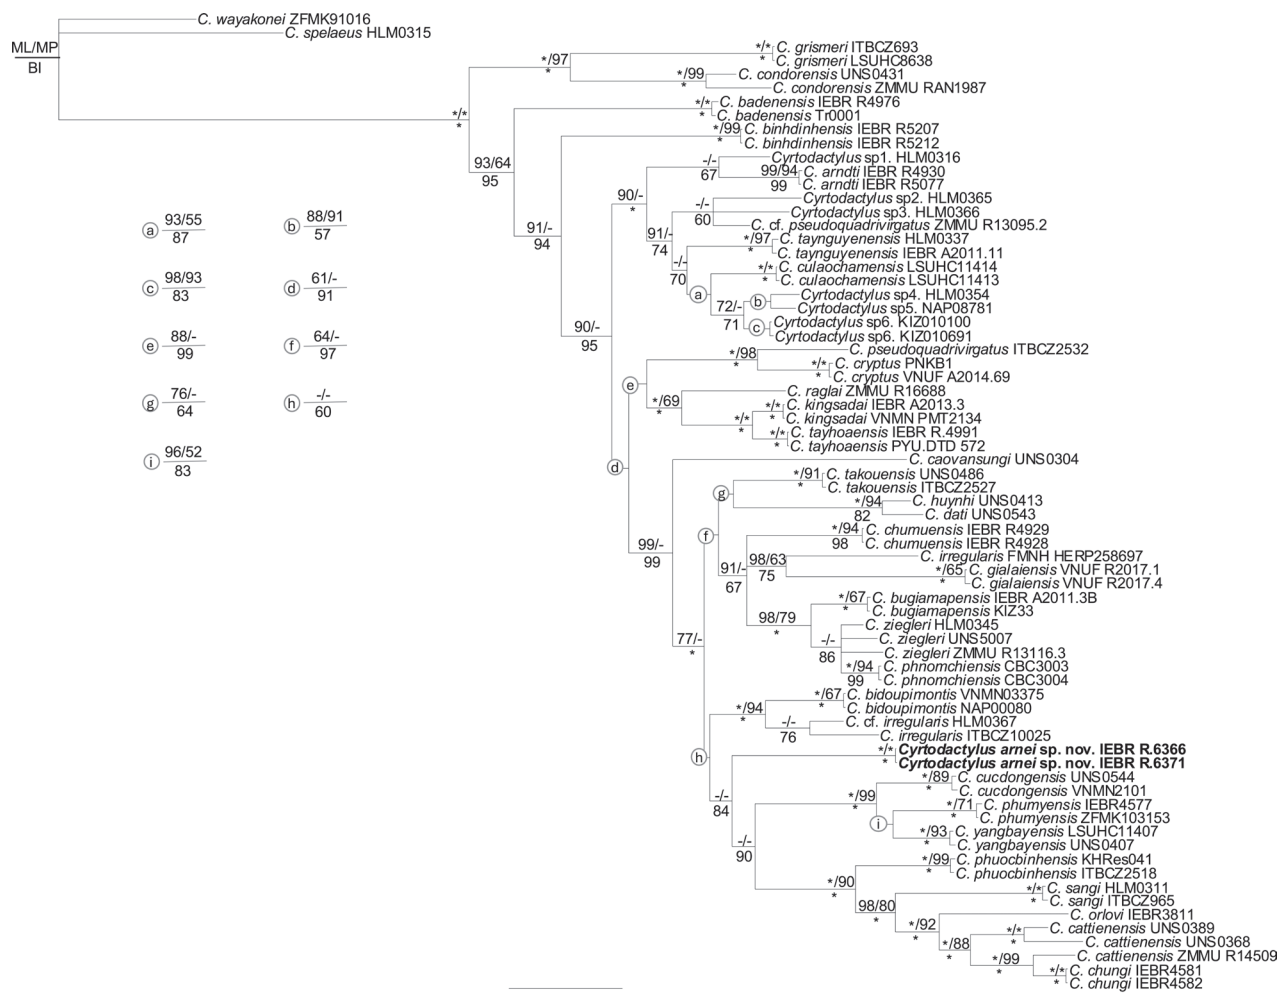 C. wayakonei ZFMK91016
C. spelaeus HLM0315
ML/MP
BI
*/*
*
*/97
*
*/*
*
C. grismeri ITBCZ693
C. grismeri LSUHC8638
*/99
*
C. condorensis UNS0431
C. condorensis ZMMU RAN1987
93/64
95
*/*
*
C. badenensis IEBR R4976
C. badenensis Tr0001
91/-
94
*/99
*
C. binhdinhensis IEBR R5207
C. binhdinhensis IEBR R5212
90/-
95
90/-
*
-/-
67
Cyrtodactylus sp1. HLM0316
99/94
99
C. arndti IEBR R4930
C. arndti IEBR R5077
91/-
74
-/-
60
Cyrtodactylus sp2. HLM0365
Cyrtodactylus sp3. HLM0366
C. cf. pseudoquadrivirgatus ZMMU R13095.2
-/-
70
*/97
*
C. taynguyenensis HLM0337
C. taynguyenensis IEBR A2011.11
a
*/*
*
C. culaochamensis LSUHC11414
C. culaochamensis LSUHC11413
72/-
71
b
Cyrtodactylus sp4. HLM0354
Cyrtodactylus sp5. NAP08781
c
Cyrtodactylus sp6. KIZ010100
Cyrtodactylus sp6. KIZ010691
a 93/55
87
b 88/91
57
c 98/93
83
d 61/-
91
e 88/-
99
f 64/-
97
g 76/-
64
h -/-
60
i 96/52
83
d
e
*/98
*
C. pseudoquadrivirgatus ITBCZ2532
*/*
*
C. cryptus PNKB1
C. cryptus VNUF A2014.69
*/69
*
C. raglai ZMMU R16688
*/*
*
*/*
*
C. kingsadai IEBR A2013.3
C. kingsadai VNMN PMT2134
*/*
*
C. tayhoaensis IEBR R.4991
C. tayhoaensis PYU.DTD 572
99/-
99
C. caovansungi UNS0304
77/-
*
f
g
*/91
*
C. takouensis UNS0486
C. takouensis ITBCZ2527
*/94
82
C. huynhi UNS0413
C. dati UNS0543
91/-
67
*/94
98
C. chumuensis IEBR R4929
C. chumuensis IEBR R4928
98/63
75
C. irregularis FMNH HERP258697
*/65
*
C. gialaiensis VNUF R2017.1
C. gialaiensis VNUF R2017.4
98/79
*
*/67
*
C. bugiamapensis IEBR A2011.3B
C. bugiamapensis KIZ33
-/-
86
C. ziegleri HLM0345
C. ziegleri UNS5007
C. ziegleri ZMMU R13116.3
*/94
99
C. phnomchiensis CBC3003
C. phnomchiensis CBC3004
h
*/94
*
*/67
*
C. bidoupimontis VNMN03375
C. bidoupimontis NAP00080
-/-
76
C. cf. irregularis HLM0367
C. irregularis ITBCZ10025
-/-
84
*/*
*
Cyrtodactylus arnei sp. nov. IEBR R.6366
Cyrtodactylus arnei sp. nov. IEBR R.6371
-/-
90
*/99
*
*/89
*
C. cucdongensis UNS0544
C. cucdongensis VNMN2101
i
*/71
*
C. phumyensis IEBR4577
C. phumyensis ZFMK103153
*/93
*
C. yangbayensis LSUHC11407
C. yangbayensis UNS0407
*/90
*
*/99
*
C. phuocbinhensis KHRes041
C. phuocbinhensis ITBCZ2518
98/80
*
*/*
*
C. sangi HLM0311
C. sangi ITBCZ965
*/92
*
C. orlovi IEBR3811
*/88
*
*/*
*
C. cattienensis UNS0389
C. cattienensis UNS0368
*/99
*
C. cattienensis ZMMU R14509
*/*
*
C. chungi IEBR4581
C. chungi IEBR4582